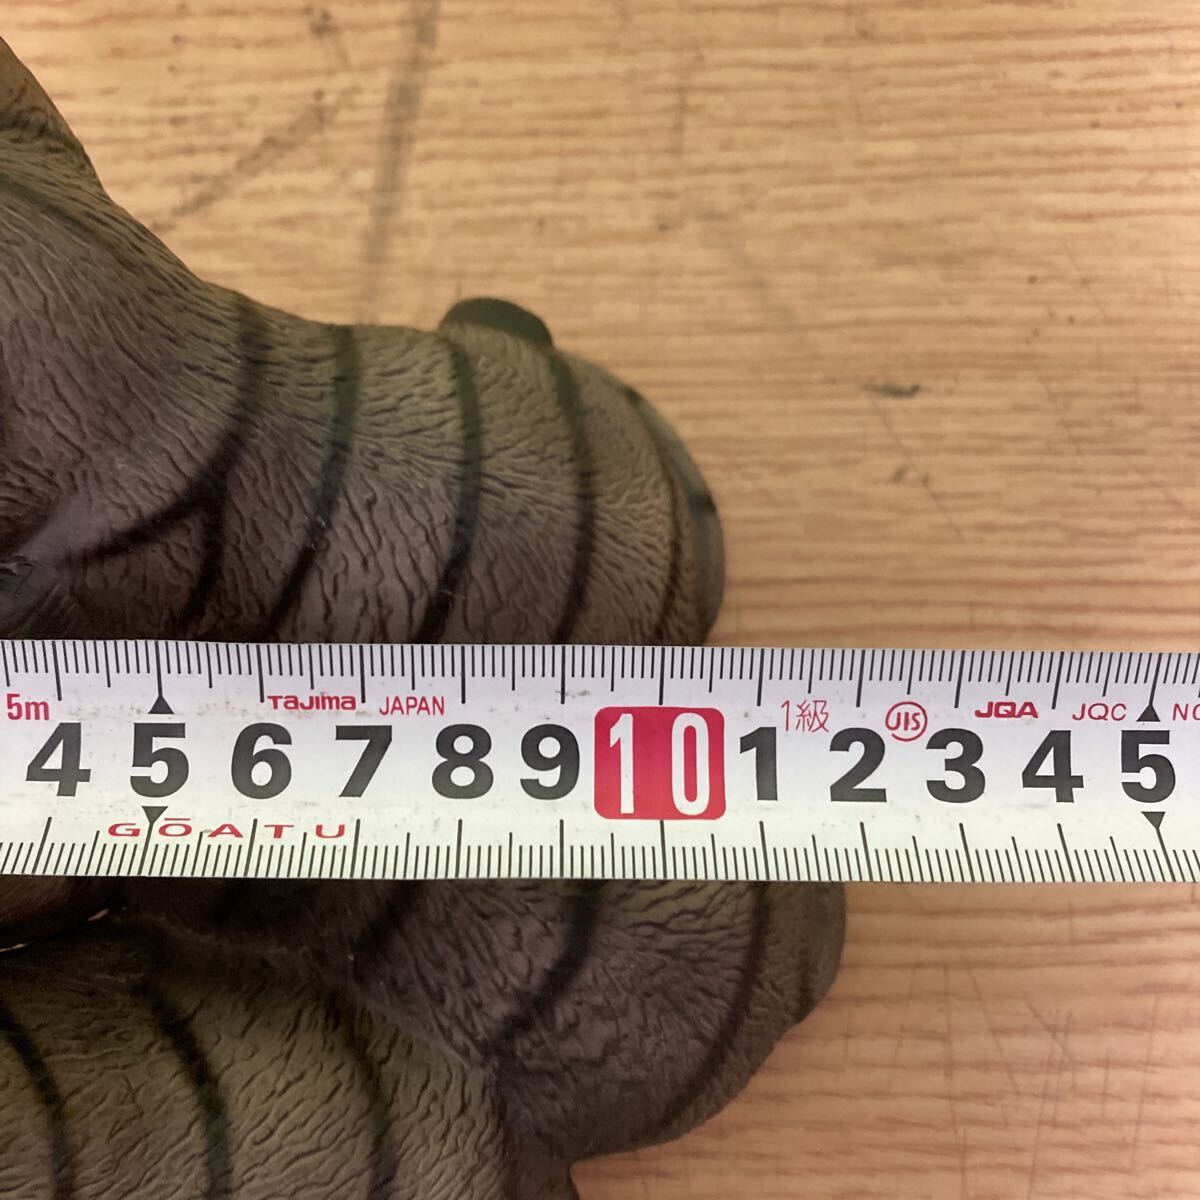 5m TAJIMA JAPAN 1級 JIS JQA JQC
4 5 6 7 8 9 10 1 2 3 4 5
GŌATU